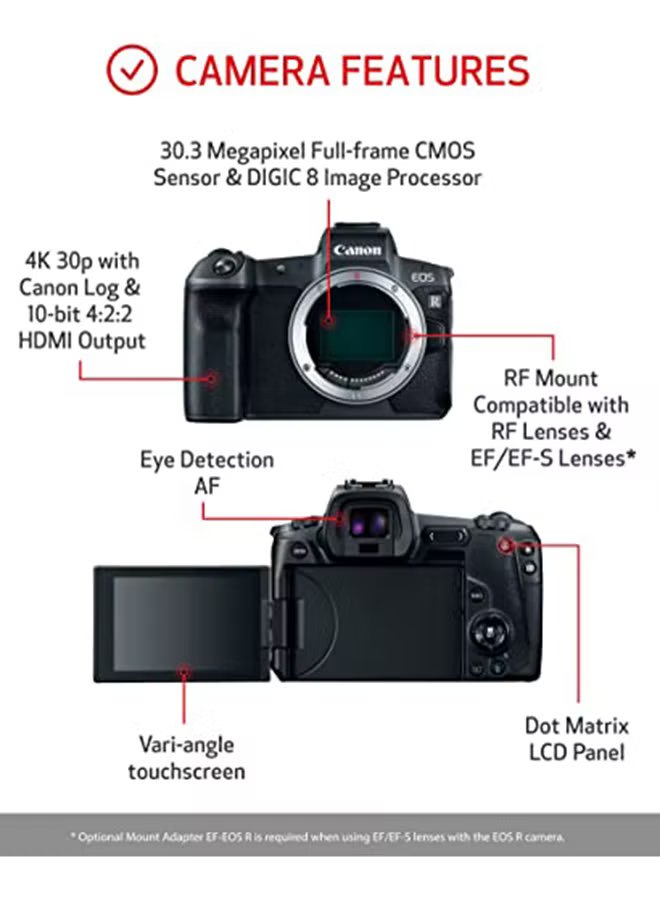 CAMERA FEATURES
30.3 Megapixel Full-frame CMOS
Sensor & DIGIC 8 Image Processor
4K 30p with
Canon Log &
10-bit 4:2:2
HDMI Output
Canon
EOS
R
RF Mount
Compatible with
RF Lenses &
EF/EF-S Lenses*
Eye Detection
AF
Vari-angle
touchscreen
Dot Matrix
LCD Panel
* Optional Mount Adapter EF-EOS R is required when using EF/EF-S lenses with the EOS R camera.